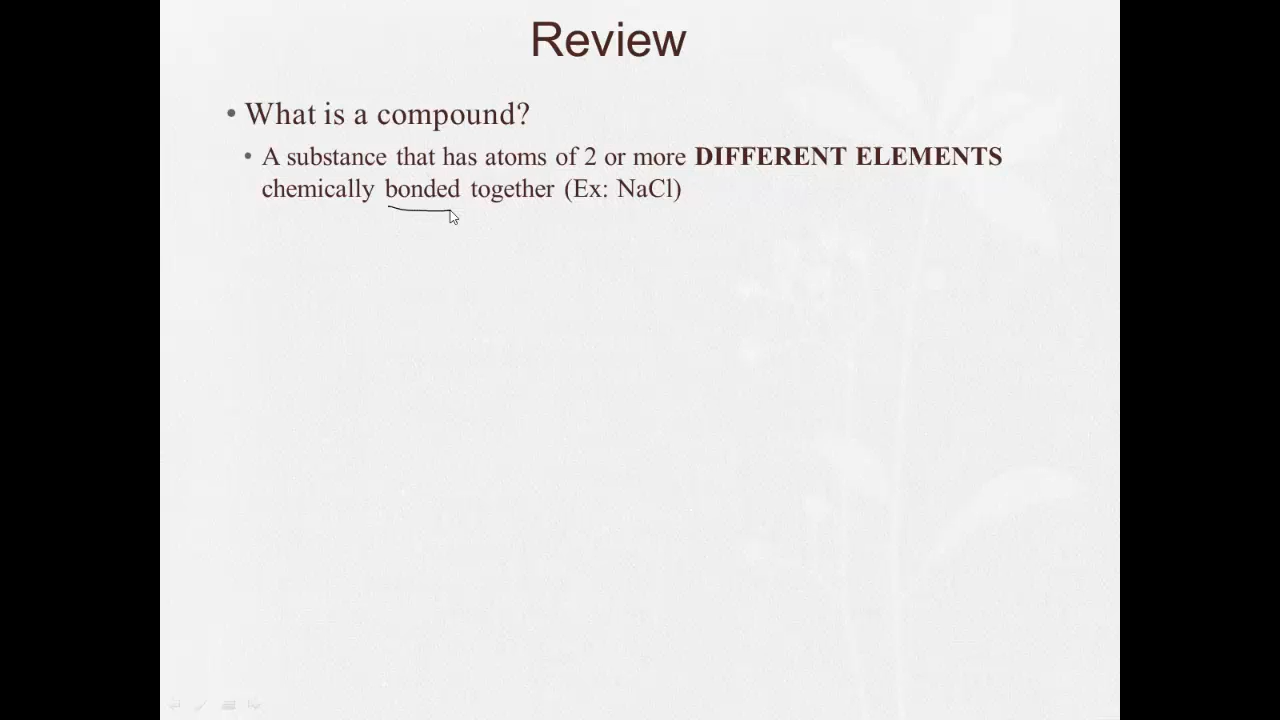 Review
• What is a compound?
• A substance that has atoms of 2 or more DIFFERENT ELEMENTS
chemically bonded together (Ex: NaCl)